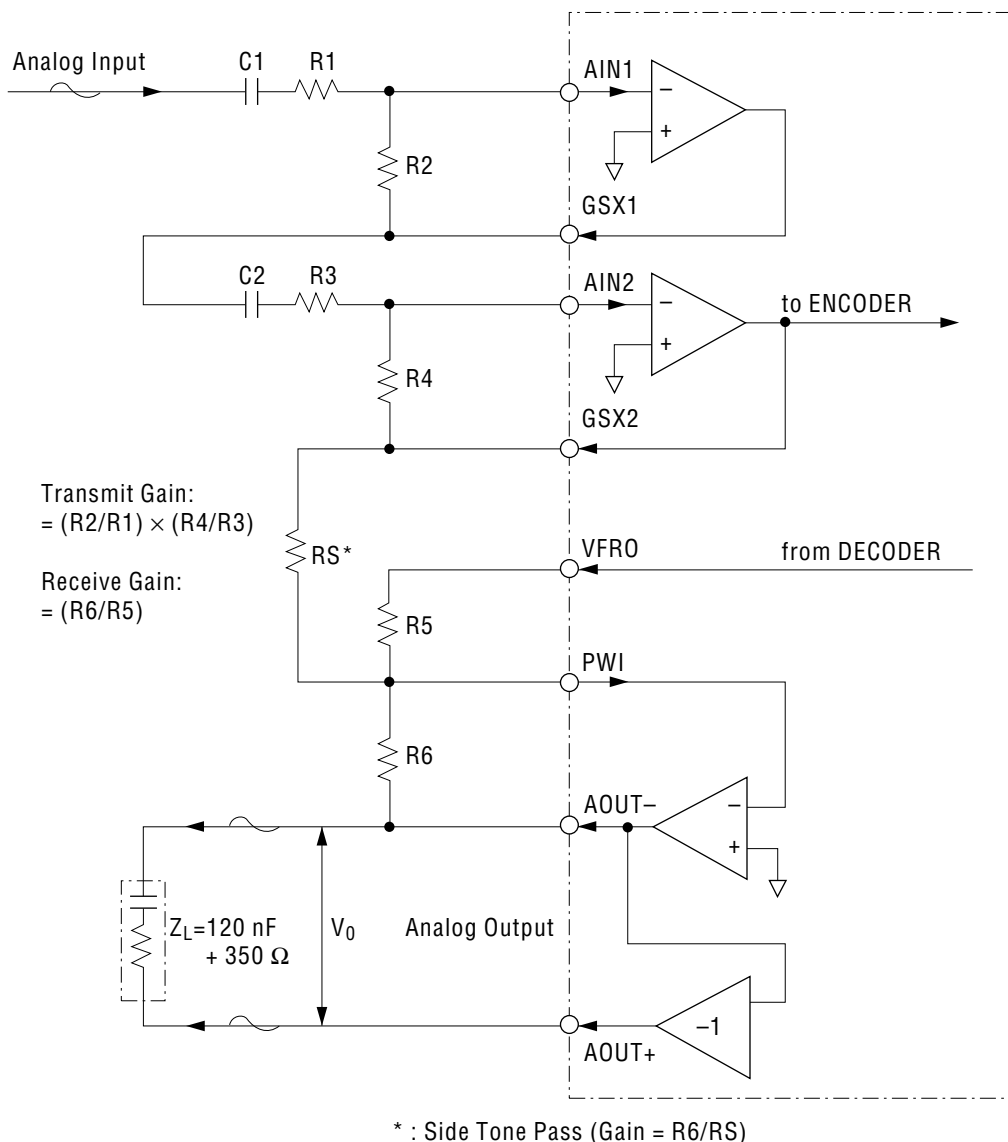 Analog Input
C1
R1
AIN1
−
+
R2
GSX1
C2
R3
AIN2
−
+
to ENCODER
R4
GSX2
Transmit Gain:
= (R2/R1) × (R4/R3)
RS*
VFRO
from DECODER
Receive Gain:
= (R6/R5)
R5
PWI
R6
AOUT−
−
+
ZL=120 nF
+ 350 Ω
V0
Analog Output
−1
AOUT+
* : Side Tone Pass (Gain = R6/RS)